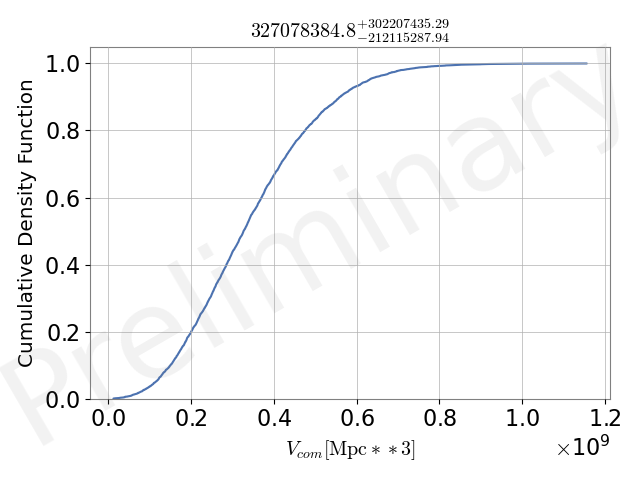 327078384.8^{+302207435.29}_{-212115287.94}
Cumulative Density Function
1.0
0.8
0.6
0.4
0.2
0.0
0.0 0.2 0.4 0.6 0.8 1.0 1.2
×10^9
V_{com}[Mpc * *3]
Preliminary